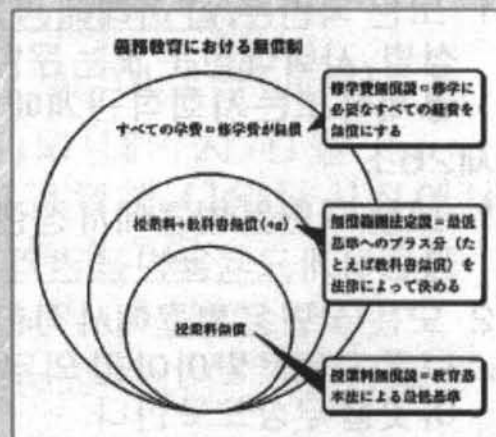 義務教育における無償制
すべての学費＝修学費が無償
修学費無償説＝修学に
必要なすべての経費を
無償にする
授業料＋教科書無償（＋α）
無償範囲法定説＝最低
基準へのプラス分（た
とえば教科書無償）を
法律によって決める
授業料無償
授業料無償説＝教育基
本法による最低基準